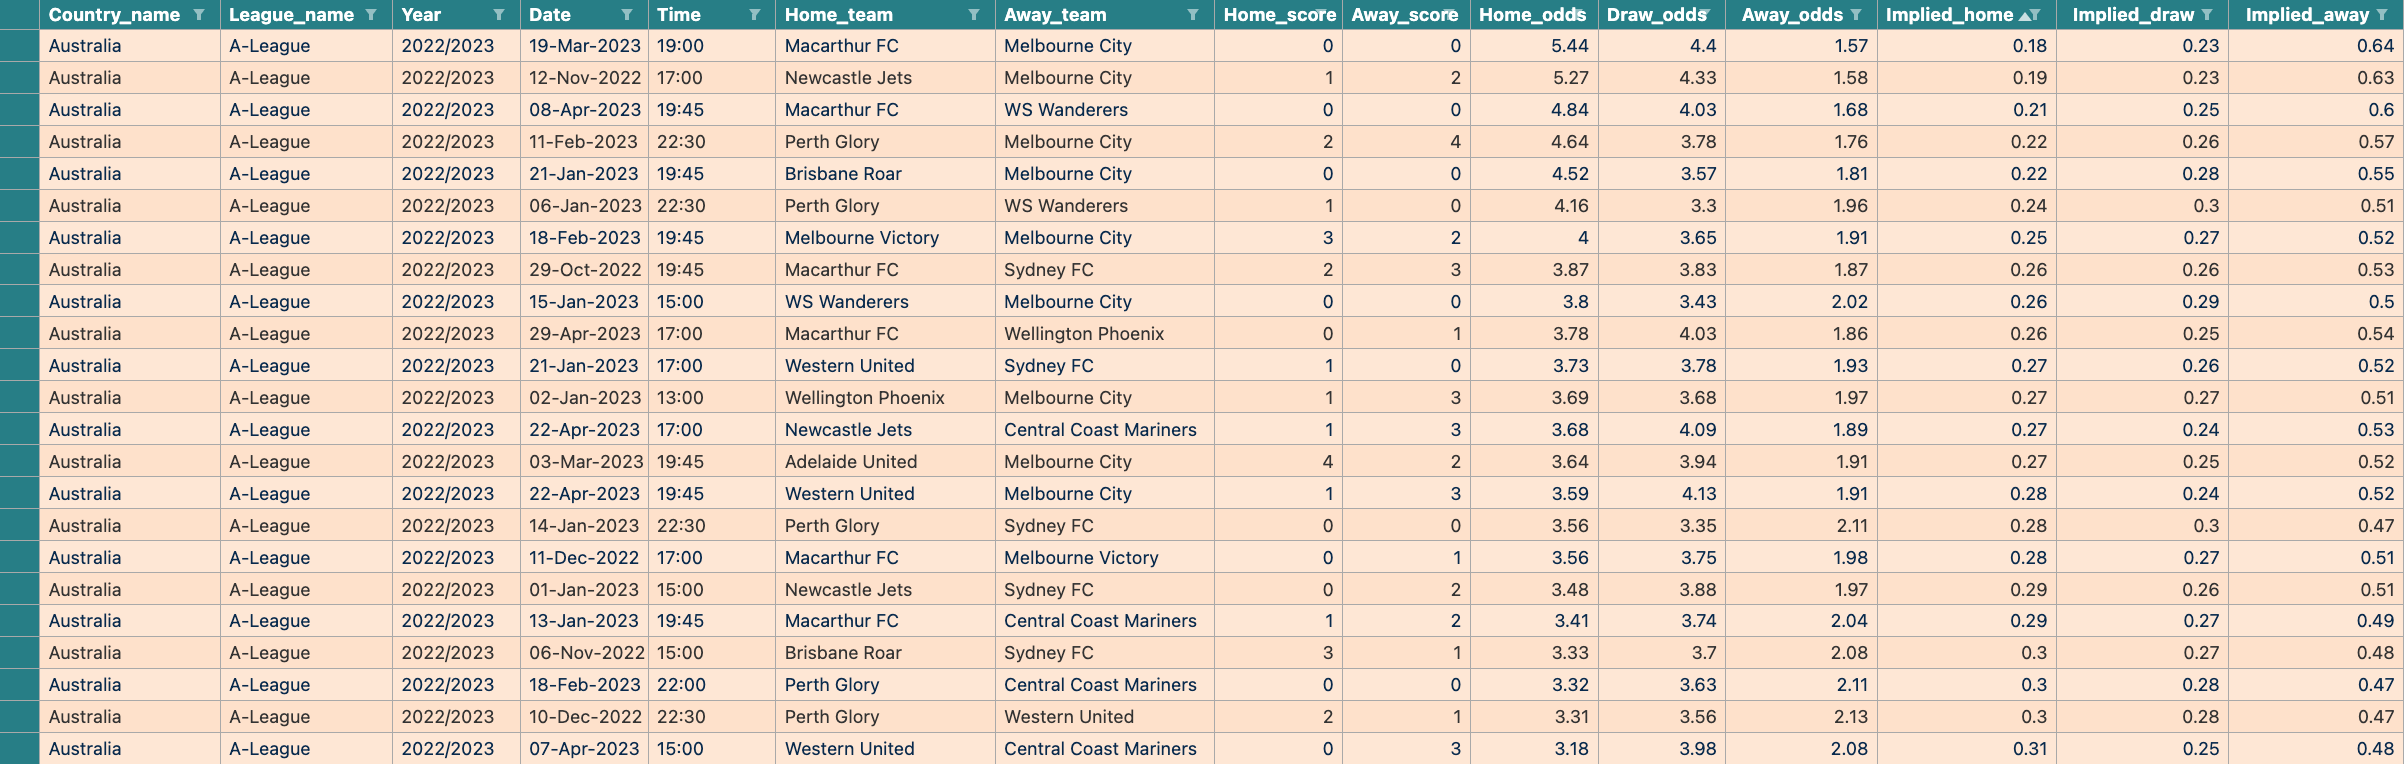 Country_name League_name Year Date Time Home_team Away_team Home_score Away_score Home_odds Draw_odds Away_odds Implied_home Implied_draw Implied_away
Australia A-League 2022/2023 19-Mar-2023 19:00 Macarthur FC Melbourne City 0 0 5.44 4.4 1.57 0.18 0.23 0.64
Australia A-League 2022/2023 12-Nov-2022 17:00 Newcastle Jets Melbourne City 1 2 5.27 4.33 1.58 0.19 0.23 0.63
Australia A-League 2022/2023 08-Apr-2023 19:45 Macarthur FC WS Wanderers 0 0 4.84 4.03 1.68 0.21 0.25 0.6
Australia A-League 2022/2023 11-Feb-2023 22:30 Perth Glory Melbourne City 2 4 4.64 3.78 1.76 0.22 0.26 0.57
Australia A-League 2022/2023 21-Jan-2023 19:45 Brisbane Roar Melbourne City 0 0 4.52 3.57 1.81 0.22 0.28 0.55
Australia A-League 2022/2023 06-Jan-2023 22:30 Perth Glory WS Wanderers 1 0 4.16 3.3 1.96 0.24 0.3 0.51
Australia A-League 2022/2023 18-Feb-2023 19:45 Melbourne Victory Melbourne City 3 2 4 3.65 1.91 0.25 0.27 0.52
Australia A-League 2022/2023 29-Oct-2022 19:45 Macarthur FC Sydney FC 2 3 3.87 3.83 1.87 0.26 0.26 0.53
Australia A-League 2022/2023 15-Jan-2023 15:00 WS Wanderers Melbourne City 0 0 3.8 3.43 2.02 0.26 0.29 0.5
Australia A-League 2022/2023 29-Apr-2023 17:00 Macarthur FC Wellington Phoenix 0 1 3.78 4.03 1.86 0.26 0.25 0.54
Australia A-League 2022/2023 21-Jan-2023 17:00 Western United Sydney FC 1 0 3.73 3.78 1.93 0.27 0.26 0.52
Australia A-League 2022/2023 02-Jan-2023 13:00 Wellington Phoenix Melbourne City 1 3 3.69 3.68 1.97 0.27 0.27 0.51
Australia A-League 2022/2023 22-Apr-2023 17:00 Newcastle Jets Central Coast Mariners 1 3 3.68 4.09 1.89 0.27 0.24 0.53
Australia A-League 2022/2023 03-Mar-2023 19:45 Adelaide United Melbourne City 4 2 3.64 3.94 1.91 0.27 0.25 0.52
Australia A-League 2022/2023 22-Apr-2023 19:45 Western United Melbourne City 1 3 3.59 4.13 1.91 0.28 0.24 0.52
Australia A-League 2022/2023 14-Jan-2023 22:30 Perth Glory Sydney FC 0 0 3.56 3.35 2.11 0.28 0.3 0.47
Australia A-League 2022/2023 11-Dec-2022 17:00 Macarthur FC Melbourne Victory 0 1 3.56 3.75 1.98 0.28 0.27 0.51
Australia A-League 2022/2023 01-Jan-2023 15:00 Newcastle Jets Sydney FC 0 2 3.48 3.88 1.97 0.29 0.26 0.51
Australia A-League 2022/2023 13-Jan-2023 19:45 Macarthur FC Central Coast Mariners 1 2 3.41 3.74 2.04 0.29 0.27 0.49
Australia A-League 2022/2023 06-Nov-2022 15:00 Brisbane Roar Sydney FC 3 1 3.33 3.7 2.08 0.3 0.27 0.48
Australia A-League 2022/2023 18-Feb-2023 22:00 Perth Glory Central Coast Mariners 0 0 3.32 3.63 2.11 0.3 0.28 0.47
Australia A-League 2022/2023 10-Dec-2022 22:30 Perth Glory Western United 2 1 3.31 3.56 2.13 0.3 0.28 0.47
Australia A-League 2022/2023 07-Apr-2023 15:00 Western United Central Coast Mariners 0 3 3.18 3.98 2.08 0.31 0.25 0.48